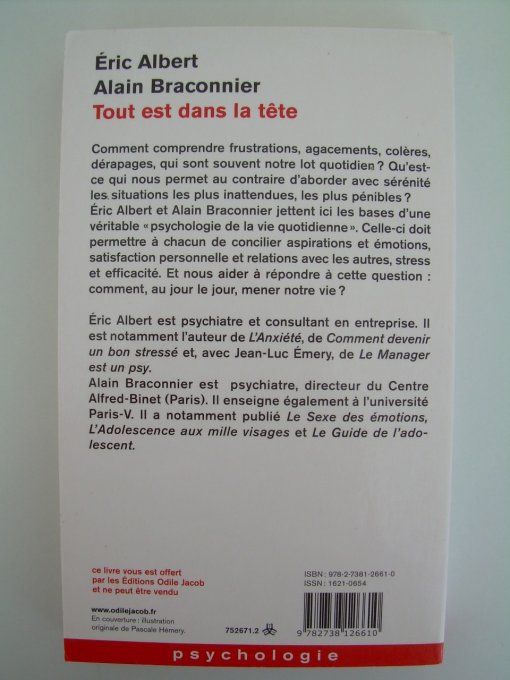 Éric Albert
Alain Braconnier
Tout est dans la tête
Comment comprendre frustrations, agacements, colères,
dérapages, qui sont souvent notre lot quotidien ? Qu'est-
ce qui nous permet au contraire d'aborder avec sérénité
les situations les plus inattendues, les plus pénibles ?
Éric Albert et Alain Braconnier jettent ici les bases d'une
véritable « psychologie de la vie quotidienne ». Celle-ci doit
permettre à chacun de concilier aspirations et émotions,
satisfaction personnelle et relations avec les autres, stress
et efficacité. Et nous aider à répondre à cette question :
comment, au jour le jour, mener notre vie ?
Éric Albert est psychiatre et consultant en entreprise. Il
est notamment l'auteur de L'Anxiété, de Comment devenir
un bon stressé et, avec Jean-Luc Émery, de Le Manager
est un psy.
Alain Braconnier est psychiatre, directeur du Centre
Alfred-Binet (Paris). Il enseigne également à l'université
Paris-V. Il a notamment publié Le Sexe des émotions,
L'Adolescence aux mille visages et Le Guide de l'ado-
lescent.
ce livre vous est offert
par les Éditions Odile Jacob
et ne peut être vendu
www.odilejacob.fr
En couverture : illustration
originale de Pascale Hémery.
752671.2
ISBN : 978-2-7381-2661-0
ISSN : 1621-0654
9 782738 126610
psychologie